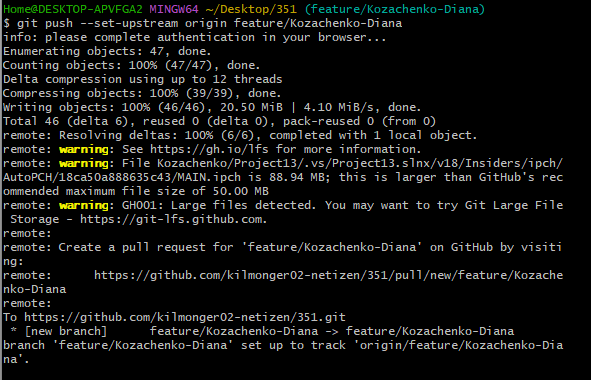 Home@DESKTOP-APVFGA2 MINGW64 ~/Desktop/351 (feature/Kozachenko-Diana)
$ git push --set-upstream origin feature/Kozachenko-Diana
info: please complete authentication in your browser...
Enumerating objects: 47, done.
Counting objects: 100% (47/47), done.
Delta compression using up to 12 threads
Compressing objects: 100% (39/39), done.
Writing objects: 100% (46/46), 20.50 MiB | 4.10 MiB/s, done.
Total 46 (delta 6), reused 0 (delta 0), pack-reused 0 (from 0)
remote: Resolving deltas: 100% (6/6), completed with 1 local object.
remote: warning: See https://gh.io/lfs for more information.
remote: warning: File Kozachenko/Project13/.vs/Project13.slnx/v18/Insiders/ipch/
AutoPCH/18ca50a888635c43/MAIN.ipch is 88.94 MB; this is larger than GitHub's rec
ommended maximum file size of 50.00 MB
remote: warning: GH001: Large files detected. You may want to try Git Large File
 Storage - https://git-lfs.github.com.
remote:
remote: Create a pull request for 'feature/Kozachenko-Diana' on GitHub by visiti
ng:
remote:      https://github.com/kilmonger02-netizen/351/pull/new/feature/Kozache
nko-Diana
remote:
To https://github.com/kilmonger02-netizen/351.git
 * [new branch]      feature/Kozachenko-Diana -> feature/Kozachenko-Diana
branch 'feature/Kozachenko-Diana' set up to track 'origin/feature/Kozachenko-Dia
na'.